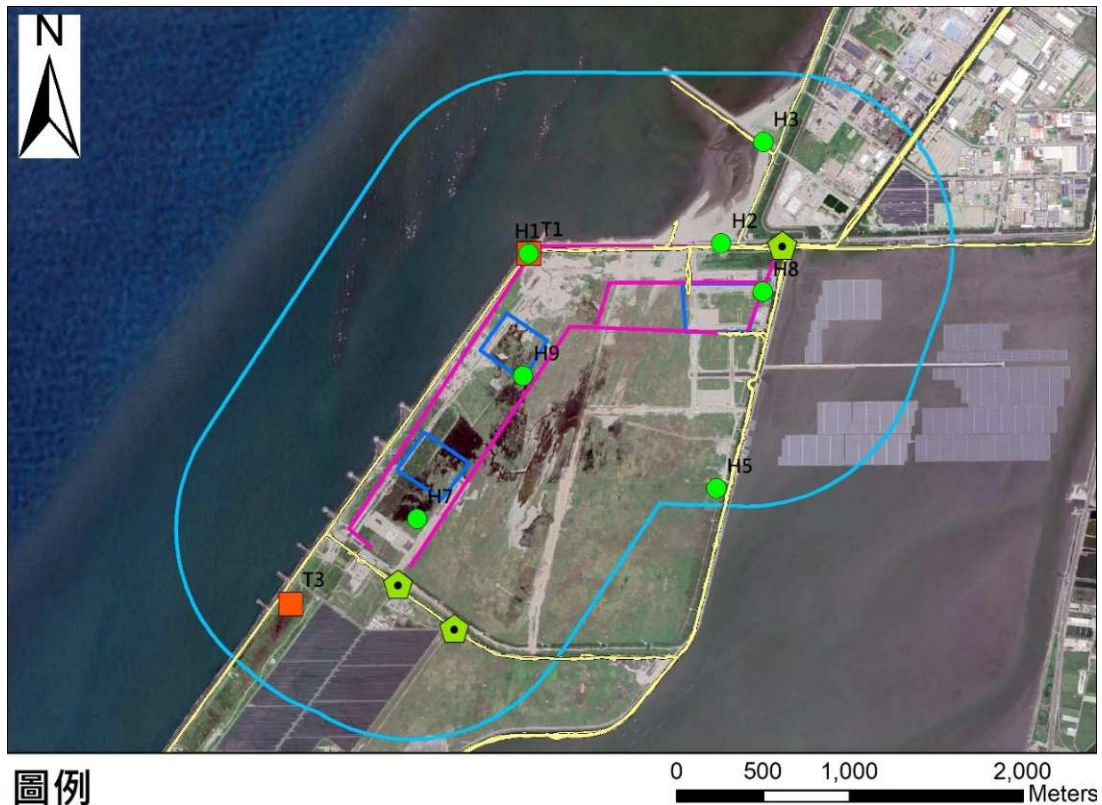 N
H3
H2
H1 T1
H8
H9
H5
H7
T3
圖例
0 500 1,000 2,000
Meters